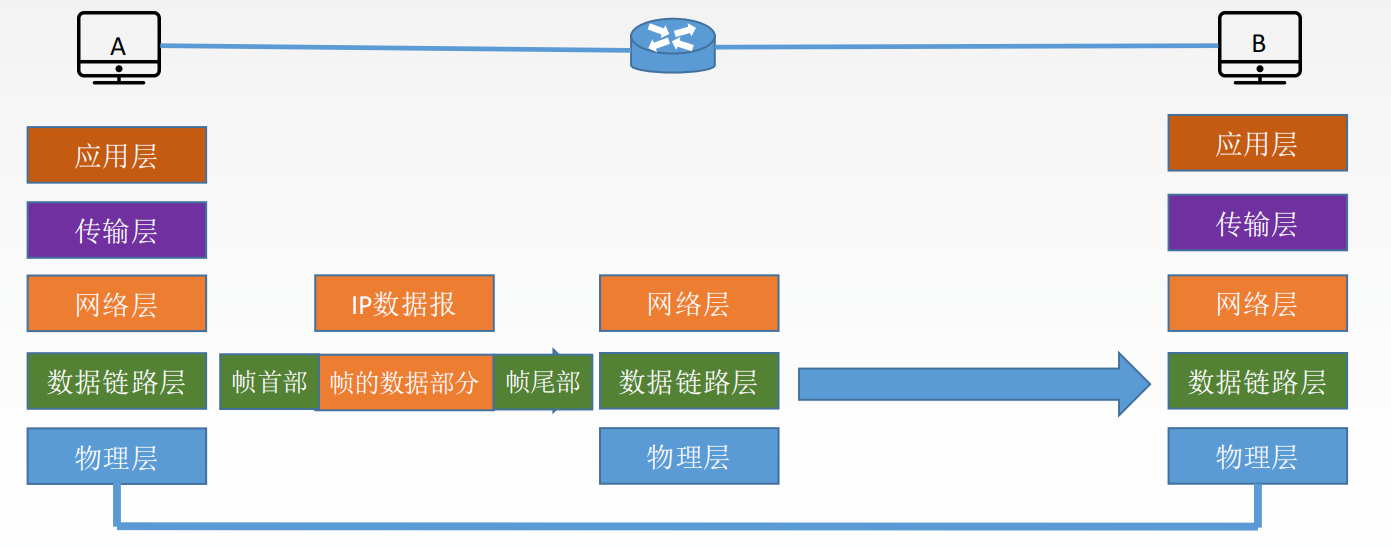 A
B
应用层
传输层
网络层
数据链路层
物理层
IP数据报
帧首部
帧的数据部分
帧尾部
网络层
数据链路层
物理层
应用层
传输层
网络层
数据链路层
物理层